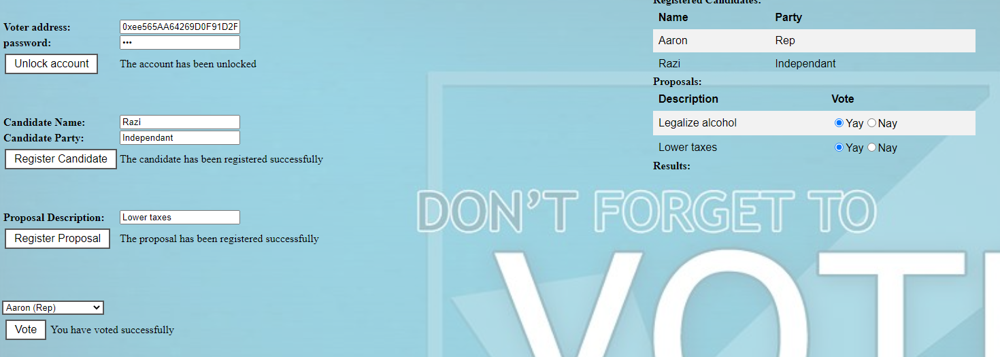 Voter address: 0xee565AA64269D0F91D2F
password: •••
Unlock account The account has been unlocked
Candidate Name: Razi
Candidate Party: Independant
Register Candidate The candidate has been registered successfully
Proposal Description: Lower taxes
Register Proposal The proposal has been registered successfully
Aaron (Rep)
Vote You have voted successfully
Registered Candidates:
Name Party
Aaron Rep
Razi Independant
Proposals:
Description Vote
Legalize alcohol Yay Nay
Lower taxes Yay Nay
Results:
DON'T FORGET TO
VOT